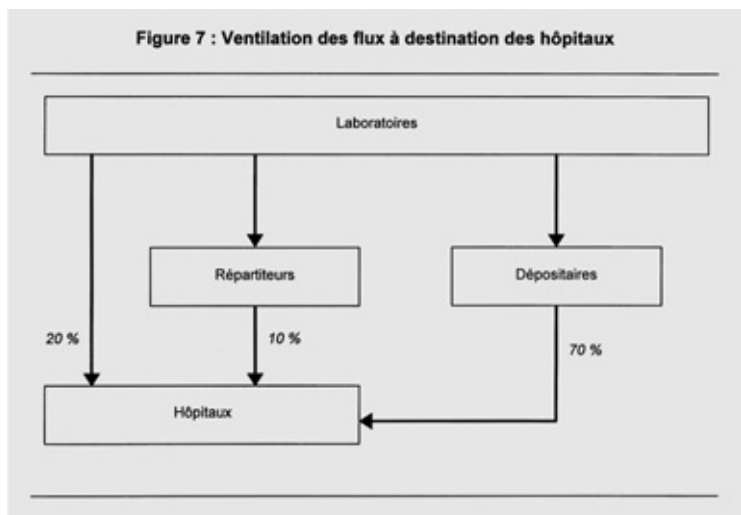 Figure 7 : Ventilation des flux à destination des hôpitaux
Laboratoires
Répartiteurs
Dépositaires
20 %
10 %
70 %
Hôpitaux